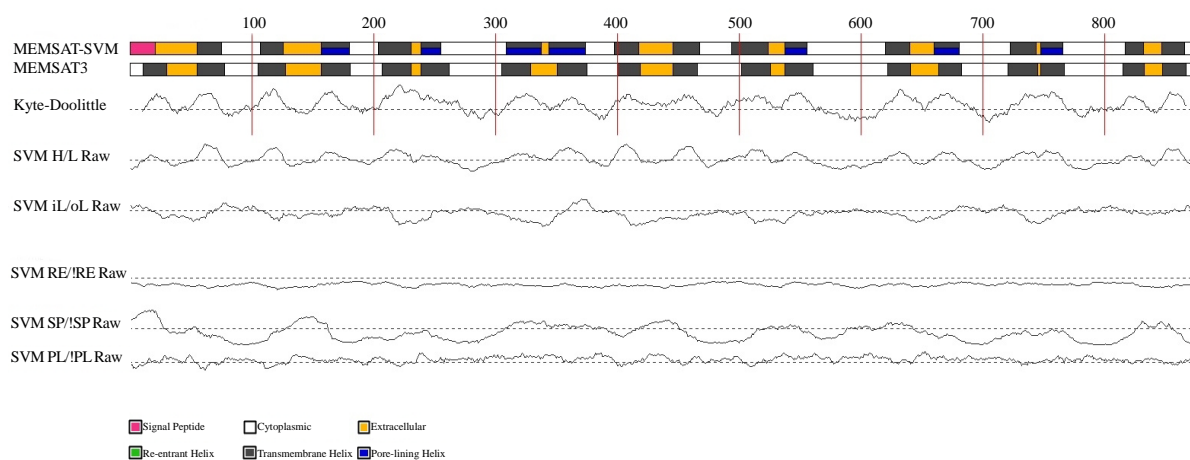 100 200 300 400 500 600 700 800
MEMSAT-SVM
MEMSAT3
Kyte-Doolittle
SVM H/L Raw
SVM iL/oL Raw
SVM RE/!RE Raw
SVM SP/!SP Raw
SVM PL/!PL Raw
Signal Peptide Cytoplasmic Extracellular
Re-entrant Helix Transmembrane Helix Pore-lining Helix